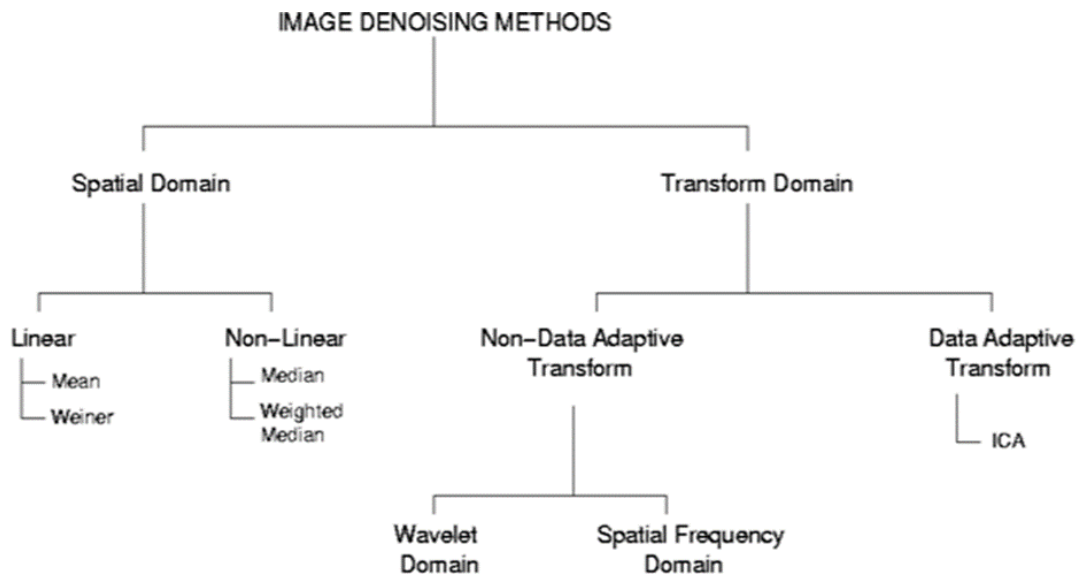 IMAGE DENOISING METHODS
Spatial Domain
Transform Domain
Linear
Mean
Weiner
Non-Linear
Median
Weighted
Median
Non-Data Adaptive
Transform
Data Adaptive
Transform
ICA
Wavelet
Domain
Spatial Frequency
Domain